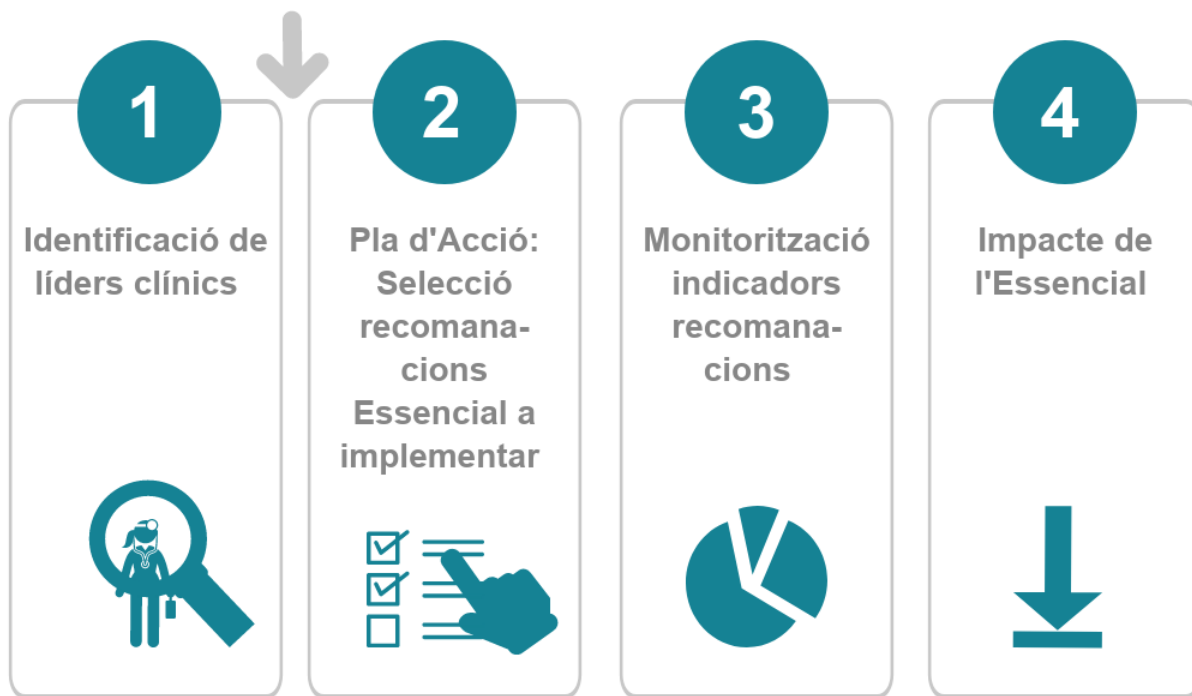 1
Identificació de
líders clínics
2
Pla d'Acció:
Selecció
recomana-
cions
Essencial a
implementar
3
Monitorització
indicadors
recomana-
cions
4
Impacte de
l'Essencial